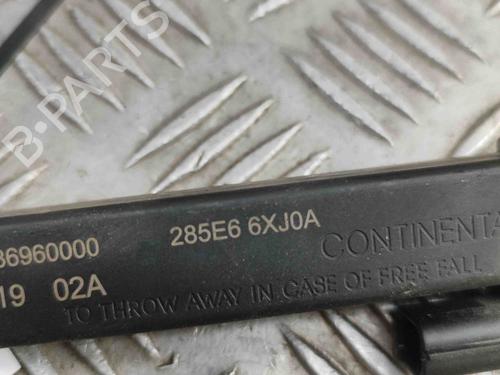 B-PARTS
36960000
285E6 6XJ0A
CONTINENTA
19 02A
TO THROW AWAY IN CASE OF FREE FALL